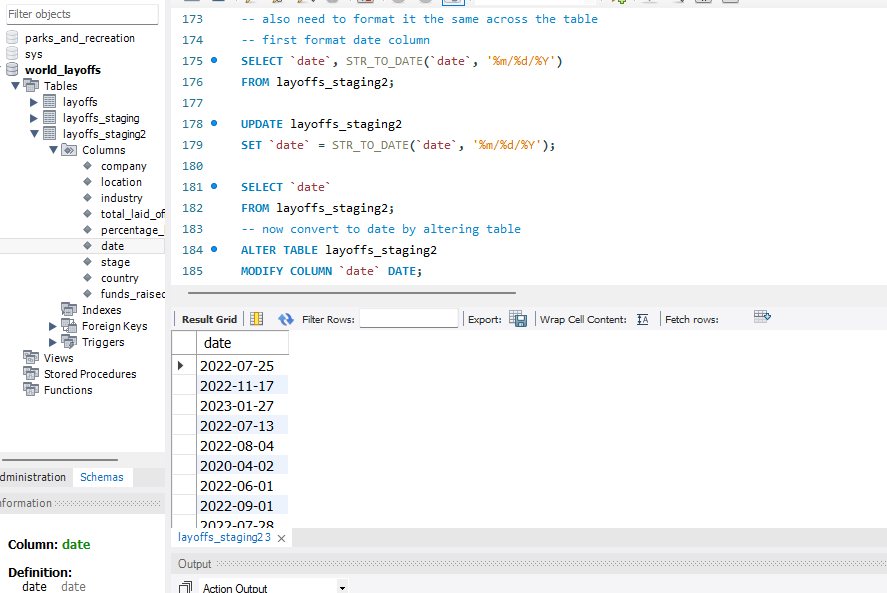 Filter objects
parks_and_recreation
sys
world_layoffs
Tables
layoffs
layoffs_staging
layoffs_staging2
Columns
company
location
industry
total_laid_of
percentage_
date
stage
country
funds_raised
Indexes
Foreign Keys
Triggers
Views
Stored Procedures
Functions
dministration Schemas
nformation
Column: date
Definition:
date date
173 -- also need to format it the same across the table
174 -- first format date column
175 SELECT `date`, STR_TO_DATE(`date`, '%m/%d/%Y')
176 FROM layoffs_staging2;
177
178 UPDATE layoffs_staging2
179 SET `date` = STR_TO_DATE(`date`, '%m/%d/%Y');
180
181 SELECT `date`
182 FROM layoffs_staging2;
183 -- now convert to date by altering table
184 ALTER TABLE layoffs_staging2
185 MODIFY COLUMN `date` DATE;
Result Grid Filter Rows: Export: Wrap Cell Content: IA Fetch rows:
date
2022-07-25
2022-11-17
2023-01-27
2022-07-13
2022-08-04
2020-04-02
2022-06-01
2022-09-01
2022-07-28
layoffs_staging2 3
Output
Action Output